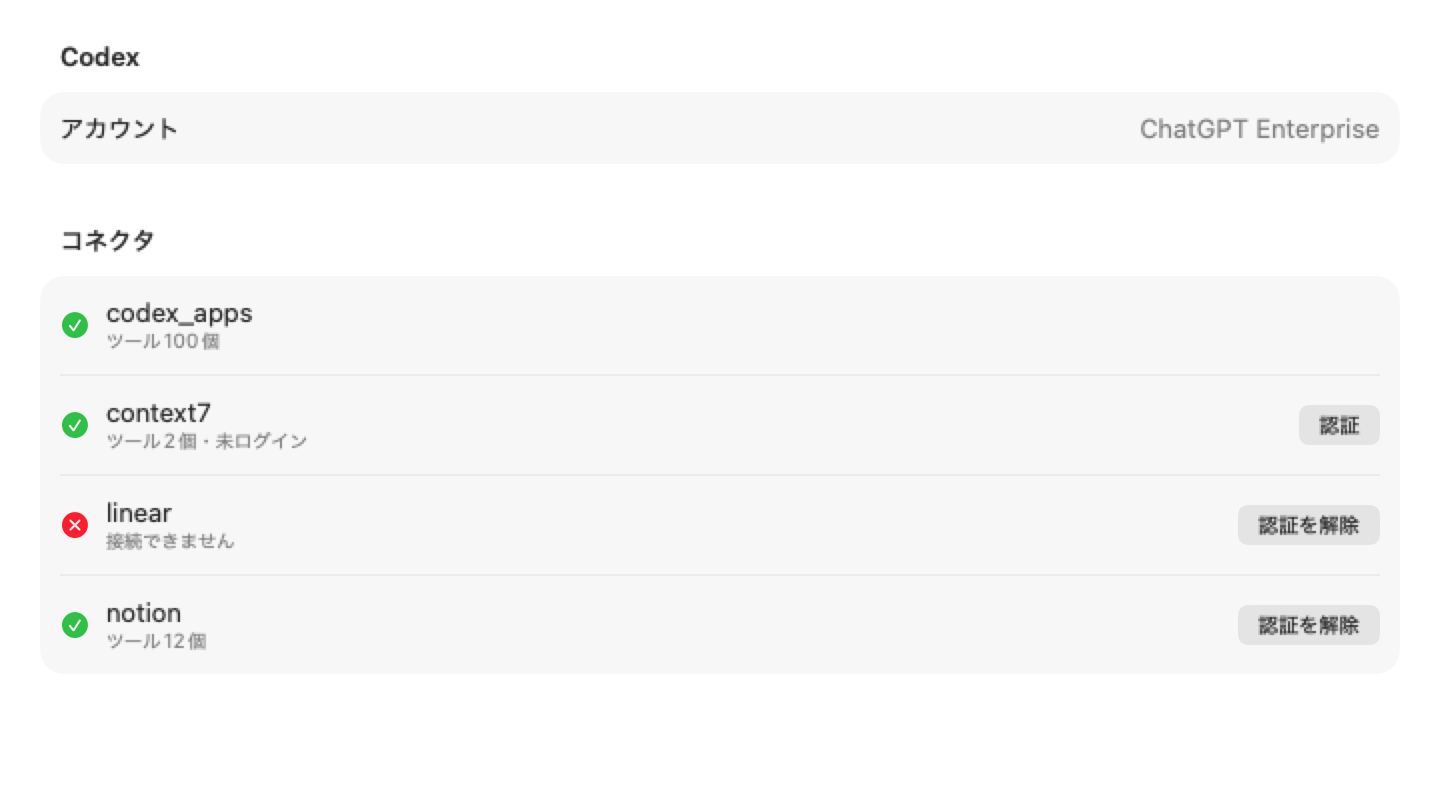 Codex
アカウント
ChatGPT Enterprise
コネクタ
codex_apps
ツール100個
context7
ツール2個・未ログイン
認証
linear
接続できません
認証を解除
notion
ツール12個
認証を解除